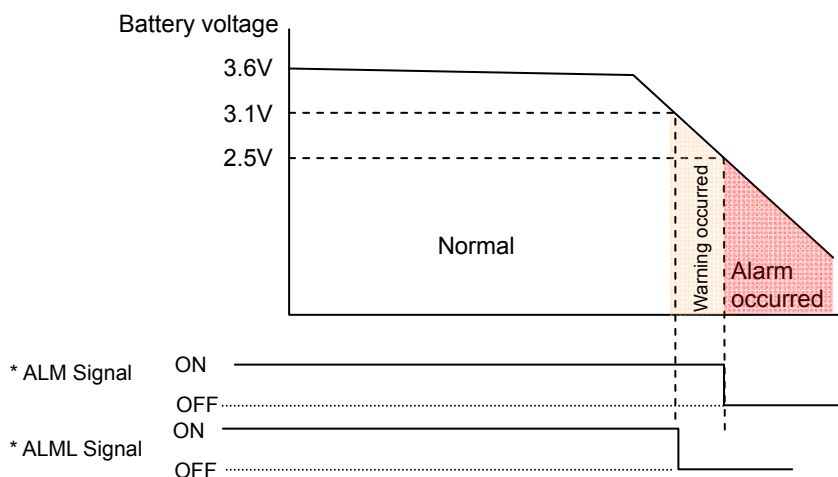 Battery voltage
3.6V
3.1V
2.5V
Normal
Warning occurred
Alarm
occurred
* ALM Signal
ON
OFF
* ALML Signal
ON
OFF